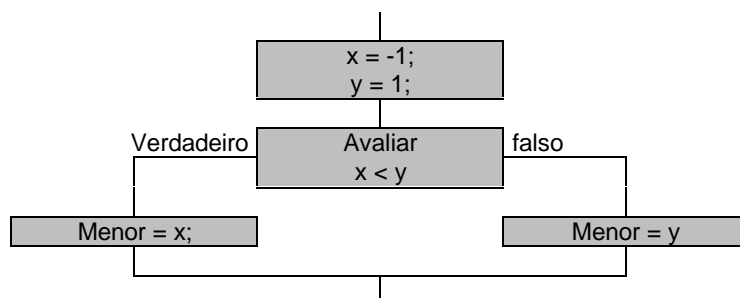 x = -1;
y = 1;
Verdadeiro
Avaliar
falso
x < y
Menor = x;
Menor = y